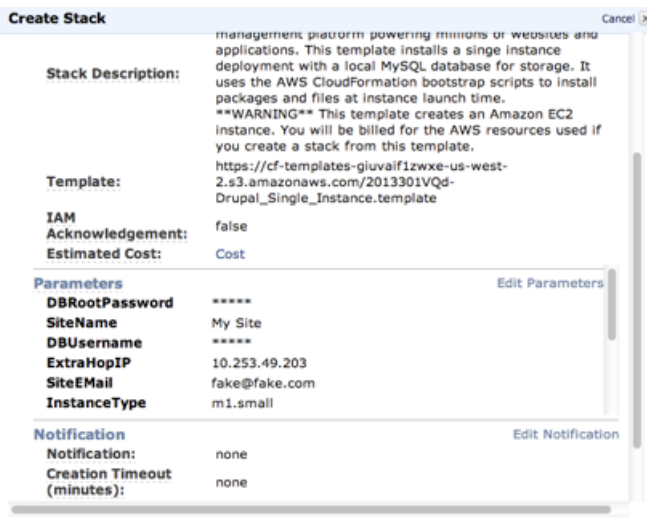 Create Stack
Cancel x
management platform powering millions of websites and
applications. This template installs a singe instance
Stack Description: deployment with a local MySQL database for storage. It
uses the AWS CloudFormation bootstrap scripts to install
packages and files at instance launch time.
**WARNING** This template creates an Amazon EC2
instance. You will be billed for the AWS resources used if
you create a stack from this template.
https://cf-templates-giuvaif1zwxe-us-west-
Template: 2.s3.amazonaws.com/2013301VQd-
Drupal_Single_Instance.template
IAM
Acknowledgement: false
Estimated Cost: Cost
Parameters Edit Parameters
DBRootPassword *****
SiteName My Site
DBUsername *****
ExtraHopIP 10.253.49.203
SiteEMail fake@fake.com
InstanceType m1.small
Notification Edit Notification
Notification: none
Creation Timeout
(minutes): none